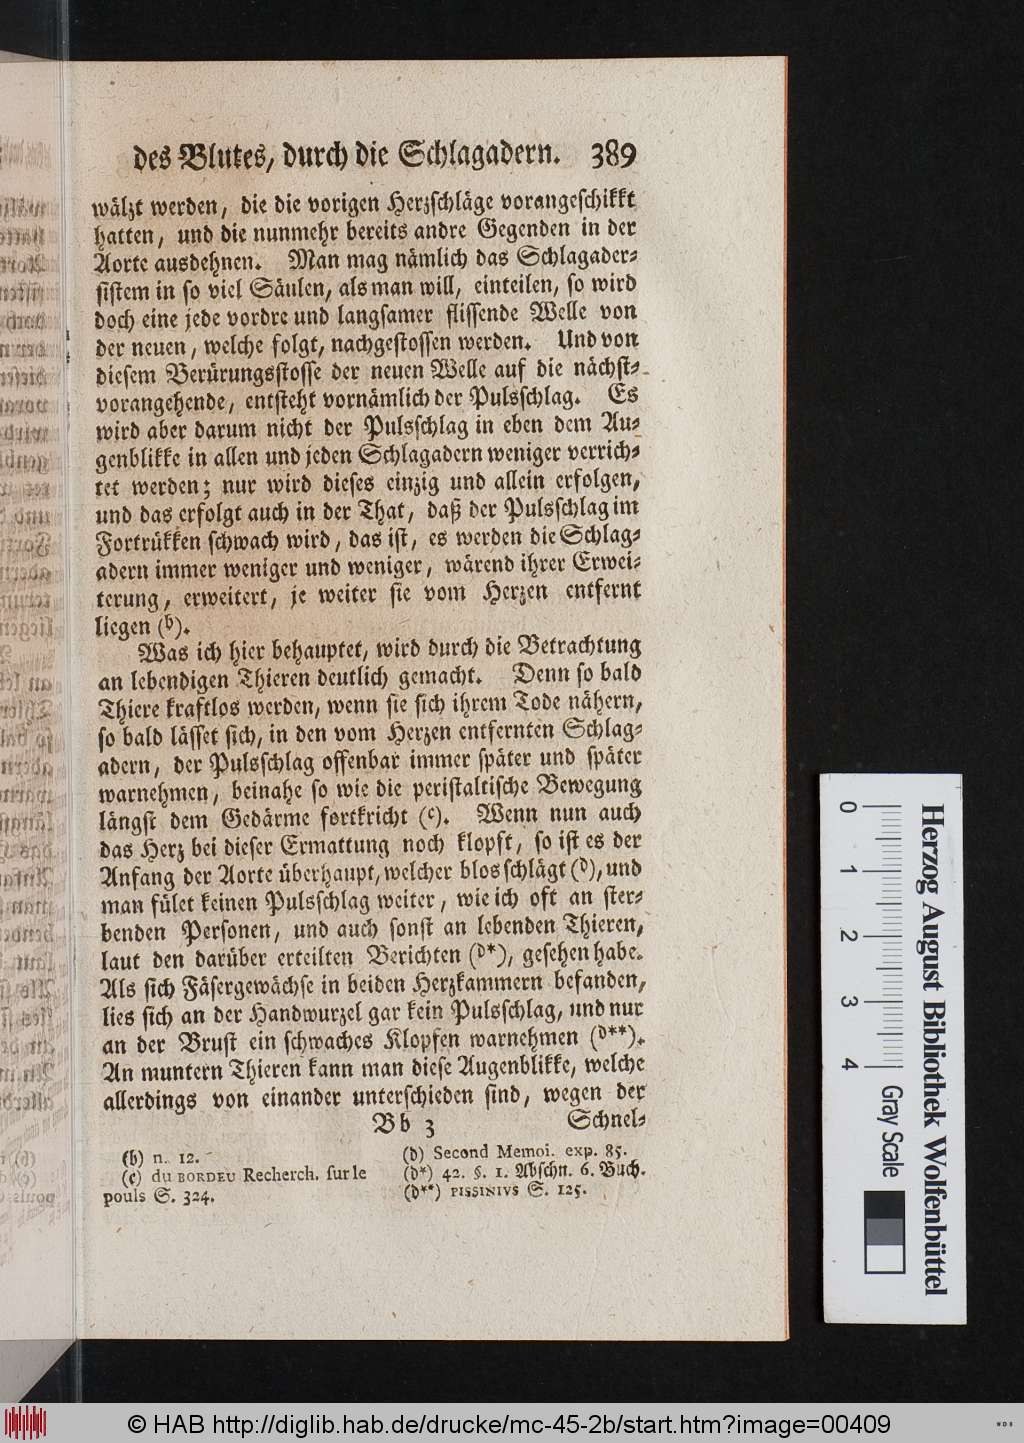 des Blutes, durch die Schlagadern. 389
wälzt werden, die die vorigen Herzschläge vorangeschikkt
hatten, und die nunmehr bereits andre Gegenden in der
Aorte ausdehnen. Man mag nämlich das Schlagader-
sistem in so viel Säulen, als man will, einteilen, so wird
doch eine jede vordre und langsamer flissende Welle von
der neuen, welche folgt, nachgestossen werden. Und von
diesem Berürungsstosse der neuen Welle auf die nächst-
vorangehende, entsteht vornämlich der Pulsschlag. Es
wird aber darum nicht der Pulsschlag in eben dem Au-
genblikke in allen und jeden Schlagadern weniger verrich-
tet werden; nur wird dieses einzig und allein erfolgen,
und das erfolgt auch in der That, daß der Pulsschlag im
Fortrükken schwach wird, das ist, es werden die Schlag-
adern immer weniger und weniger, wärend ihrer Erwei-
terung, erweitert, je weiter sie vom Herzen entfernt
liegen (b).
Was ich hier behauptet, wird durch die Betrachtung
an lebendigen Thieren deutlich gemacht. Denn so bald
Thiere kraftlos werden, wenn sie sich ihrem Tode nähern,
so bald lässet sich, in den vom Herzen entfernten Schlag-
adern, der Pulsschlag offenbar immer später und später
warnehmen, beinahe so wie die peristaltische Bewegung
längst dem Gedärme fortkricht (c). Wenn nun auch
das Herz bei dieser Ermattung noch klopft, so ist es der
Anfang der Aorte überhaupt, welcher blos schlägt (d), und
man fület keinen Pulsschlag weiter, wie ich oft an ster-
benden Personen, und auch sonst an lebenden Thieren,
laut den darüber erteilten Berichten (d*), gesehen habe.
Als sich Fäsergewächse in beiden Herzkammern befanden,
lies sich an der Handwurzel gar kein Pulsschlag, und nur
an der Brust ein schwaches Klopfen warnehmen (d**).
An muntern Thieren kann man diese Augenblikke, welche
allerdings von einander unterschieden sind, wegen der
Bb 3 Schnel-
(b) n. 12.
(c) du BORDEU Recherch. sur le
pouls S. 324.
(d) Second Memoi. exp. 85.
(d*) 42. §. 1. Abschn. 6. Buch.
(d**) PISSINIVS S. 125.
0 1 2 3 4
Gray Scale
Herzog August Bibliothek Wolfenbüttel
© HAB http://diglib.hab.de/drucke/mc-45-2b/start.htm?image=00409